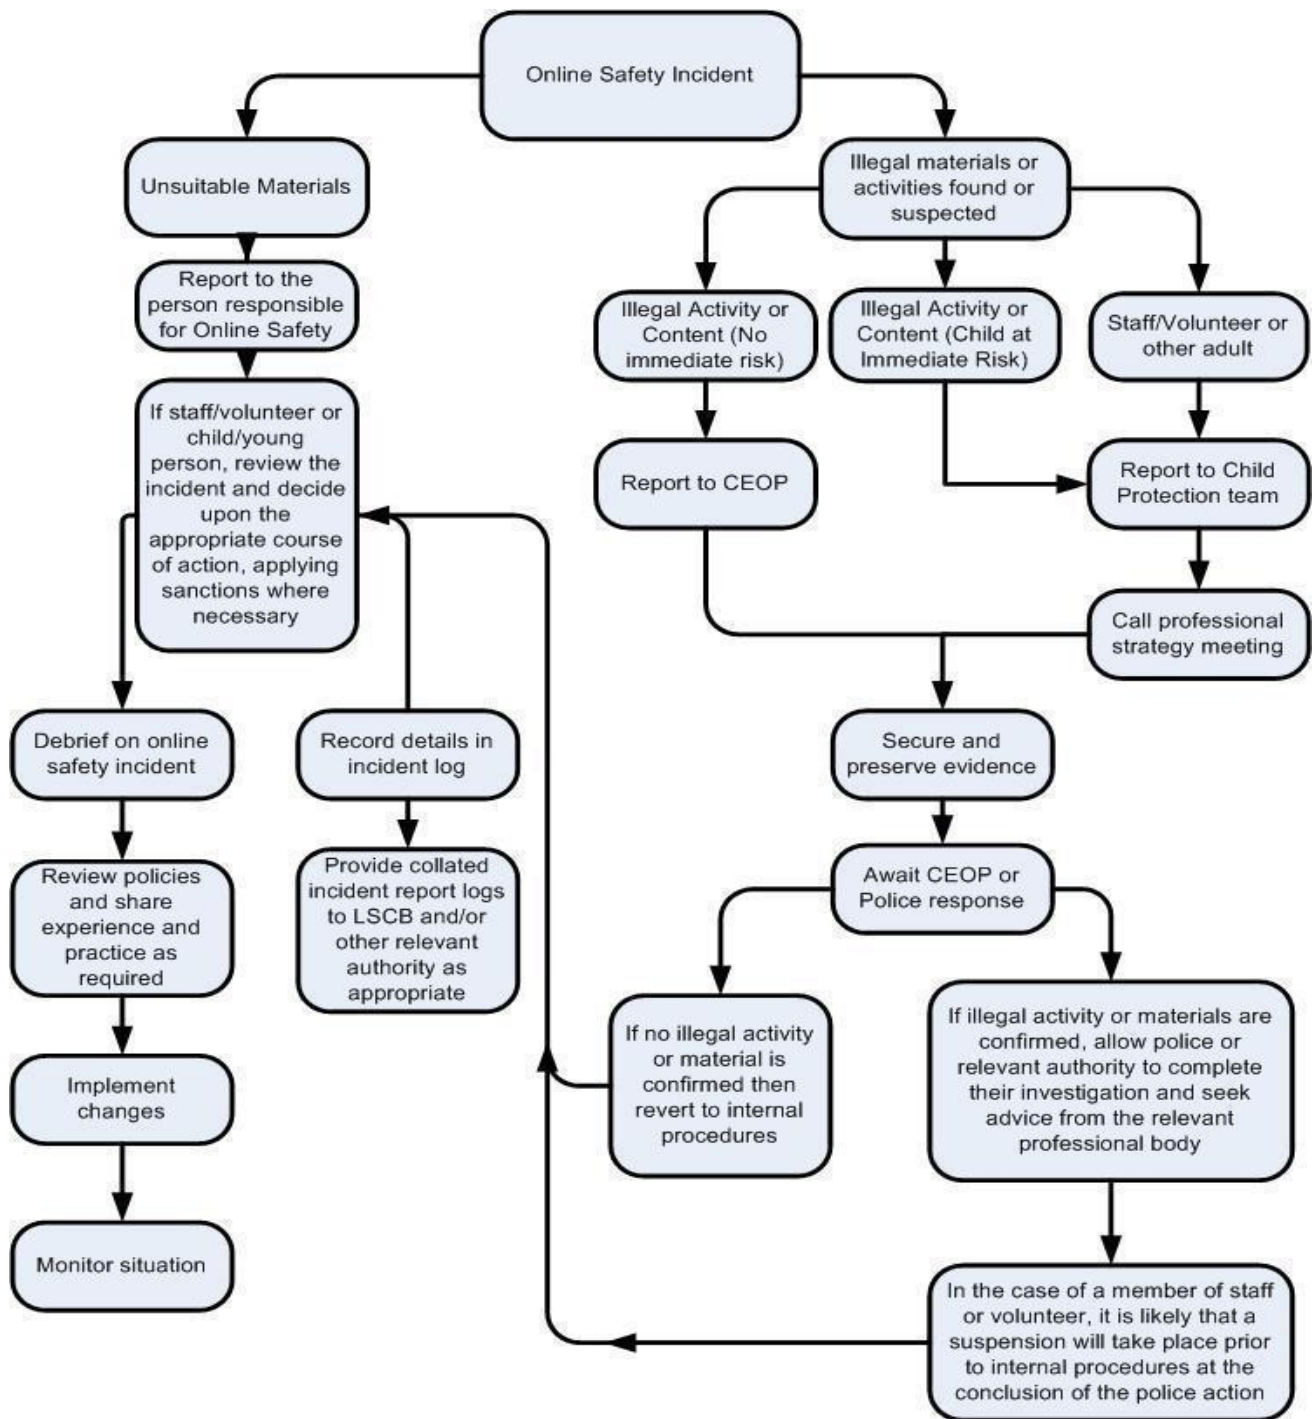 Online Safety Incident
Unsuitable Materials
Illegal materials or
activities found or
suspected
Report to the
person responsible
for Online Safety
Illegal Activity or
Content (No
immediate risk)
Illegal Activity or
Content (Child at
Immediate Risk)
Staff/Volunteer or
other adult
If staff/volunteer or
child/young
person, review the
incident and decide
upon the
appropriate course
of action, applying
sanctions where
necessary
Report to CEOP
Report to Child
Protection team
Call professional
strategy meeting
Debrief on online
safety incident
Record details in
incident log
Secure and
preserve evidence
Review policies
and share
experience and
practice as
required
Provide collated
incident report logs
to LSCB and/or
other relevant
authority as
appropriate
Await CEOP or
Police response
If no illegal activity
or material is
confirmed then
revert to internal
procedures
If illegal activity or materials are
confirmed, allow police or
relevant authority to complete
their investigation and seek
advice from the relevant
professional body
Implement
changes
Monitor situation
In the case of a member of staff
or volunteer, it is likely that a
suspension will take place prior
to internal procedures at the
conclusion of the police action